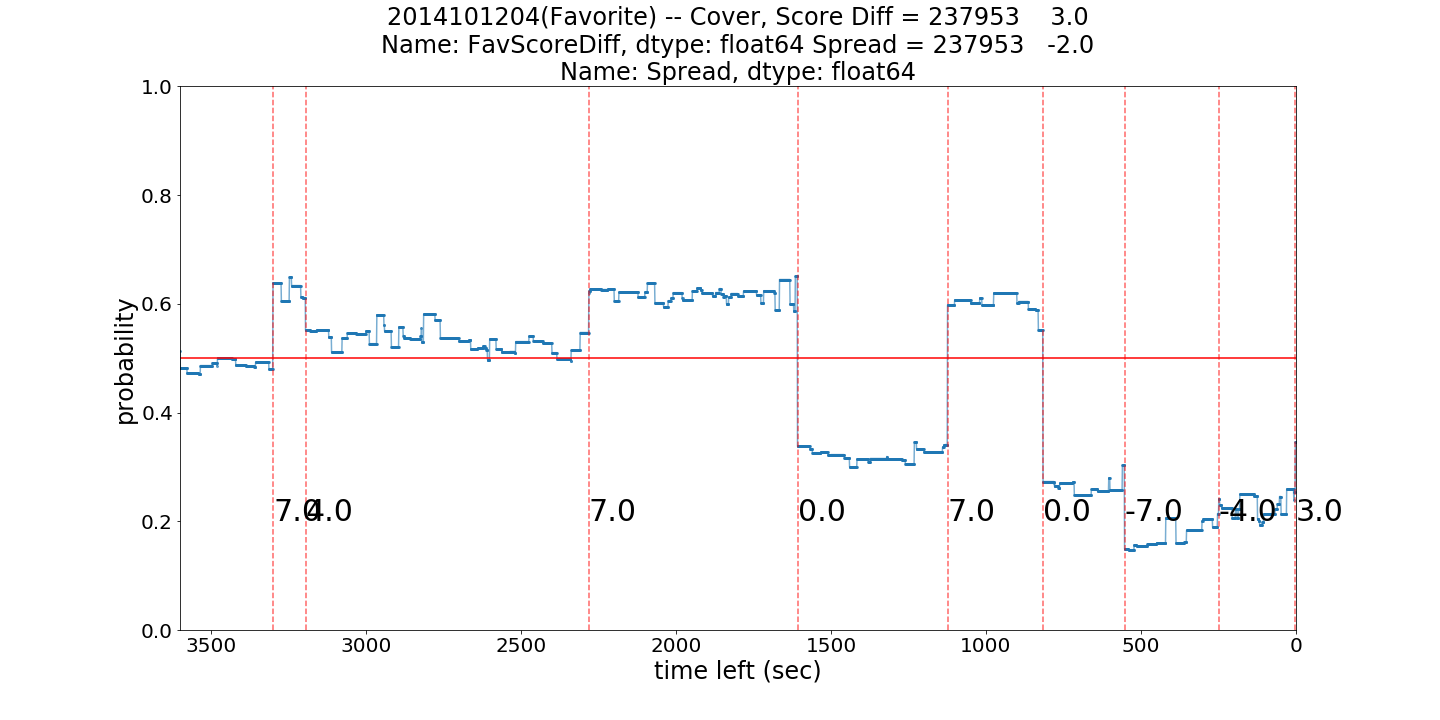 2014101204(Favorite) -- Cover, Score Diff = 237953    3.0
Name: FavScoreDiff, dtype: float64 Spread = 237953   -2.0
Name: Spread, dtype: float64
1.0
0.8
0.6
0.4
0.2
0.0
probability
7.0 4.0 7.0 0.0 7.0 0.0 -7.0 -4.0 3.0
3500 3000 2500 2000 1500 1000 500 0
time left (sec)